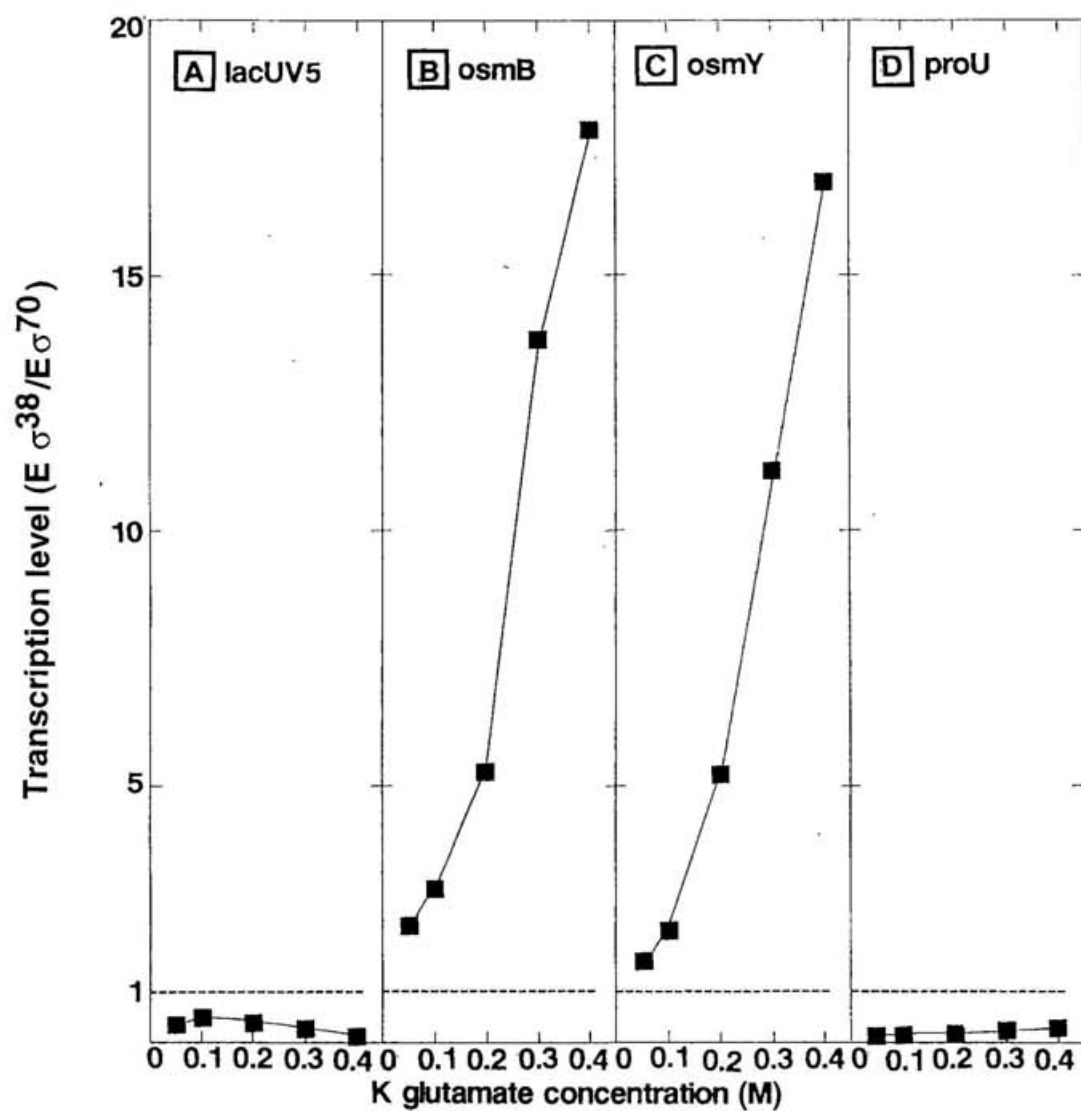 A lacUV5
B osmB
C osmY
D proU
Transcription level (E σ38/E σ70)
20
15
10
5
1
0 0.1 0.2 0.3 0.4 0 0.1 0.2 0.3 0.4 0 0.1 0.2 0.3 0.4 0 0.1 0.2 0.3 0.4
K glutamate concentration (M)